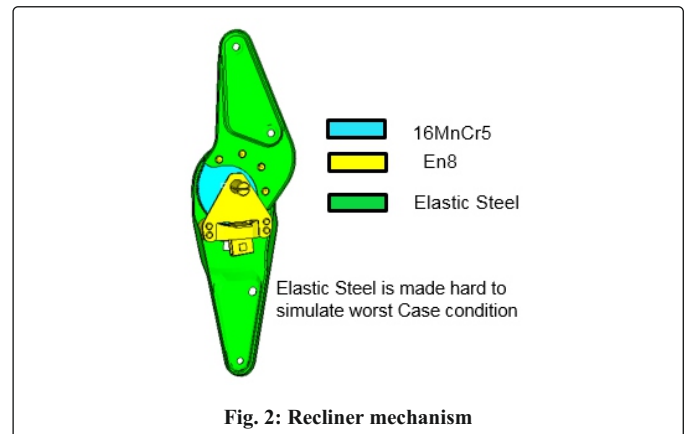 16MnCr5
En8
Elastic Steel
Elastic Steel is made hard to
simulate worst Case condition
Fig. 2: Recliner mechanism